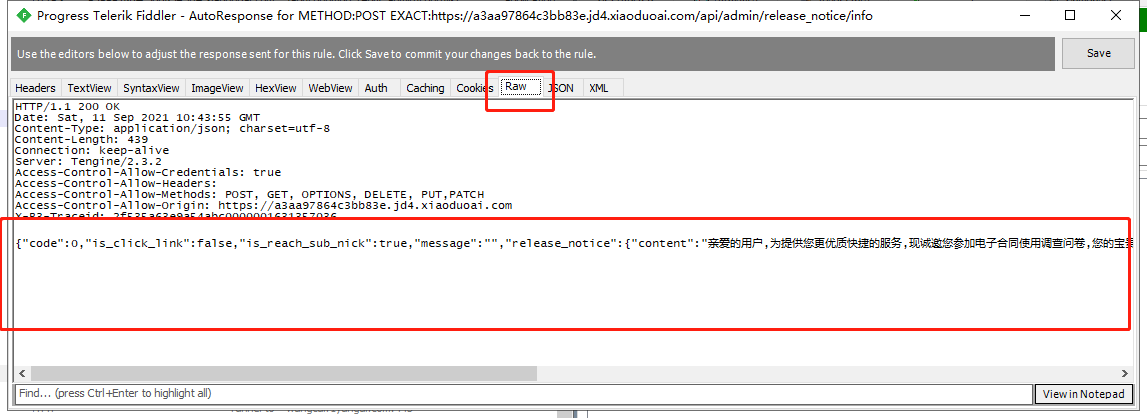 Progress Telerik Fiddler - AutoResponse for METHOD:POST EXACT:https://a3aa97864c3bb83e.jd4.xiaoduoai.com/api/admin/release_notice/info
Use the editors below to adjust the response sent for this rule. Click Save to commit your changes back to the rule.
Save
Headers TextView SyntaxView ImageView HexView WebView Auth Caching Cookies Raw JSON XML
HTTP/1.1 200 OK
Date: Sat, 11 Sep 2021 10:43:55 GMT
Content-Type: application/json; charset=utf-8
Content-Length: 439
Connection: keep-alive
Server: Tengine/2.3.2
Access-Control-Allow-Credentials: true
Access-Control-Allow-Headers:
Access-Control-Allow-Methods: POST, GET, OPTIONS, DELETE, PUT,PATCH
Access-Control-Allow-Origin: https://a3aa97864c3bb83e.jd4.xiaoduoai.com
{"code":0,"is_click_link":false,"is_reach_sub_nick":true,"message":"","release_notice":{"content":"亲爱的用户,为提供您更优质快捷的服务,现诚邀您参加电子合同使用调查问卷,您的宝
Find... (press Ctrl+Enter to highlight all)
View in Notepad